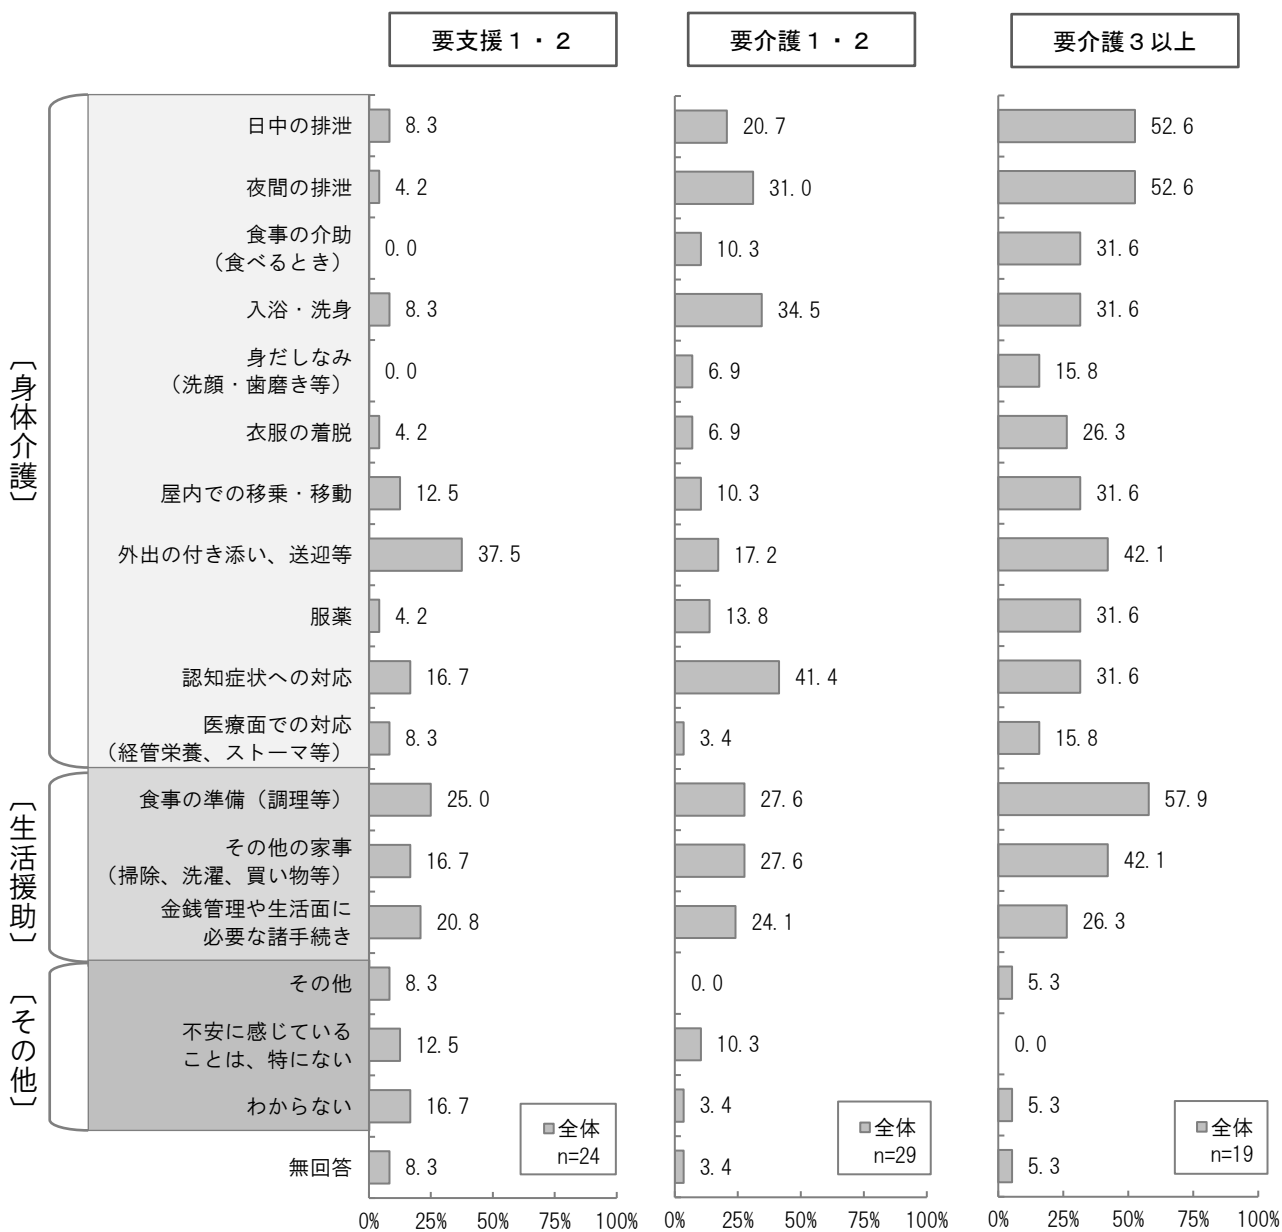 要支援１・２
要介護１・２
要介護３以上
〔身体介護〕
日中の排泄 8.3 20.7 52.6
夜間の排泄 4.2 31.0 52.6
食事の介助
（食べるとき） 0.0 10.3 31.6
入浴・洗身 8.3 34.5 31.6
身だしなみ
（洗顔・歯磨き等） 0.0 6.9 15.8
衣服の着脱 4.2 6.9 26.3
屋内での移乗・移動 12.5 10.3 31.6
外出の付き添い、送迎等 37.5 17.2 42.1
服薬 4.2 13.8 31.6
認知症状への対応 16.7 41.4 31.6
医療面での対応
（経管栄養、ストーマ等） 8.3 3.4 15.8
〔生活援助〕
食事の準備（調理等） 25.0 27.6 57.9
その他の家事
（掃除、洗濯、買い物等） 16.7 27.6 42.1
金銭管理や生活面に
必要な諸手続き 20.8 24.1 26.3
〔その他〕
その他 8.3 0.0 5.3
不安に感じている
ことは、特にない 12.5 10.3 0.0
わからない 16.7 3.4 5.3
無回答 8.3 3.4 5.3
全体
n=24
全体
n=29
全体
n=19
0% 25% 50% 75% 100%
0% 25% 50% 75% 100%
0% 25% 50% 75% 100%